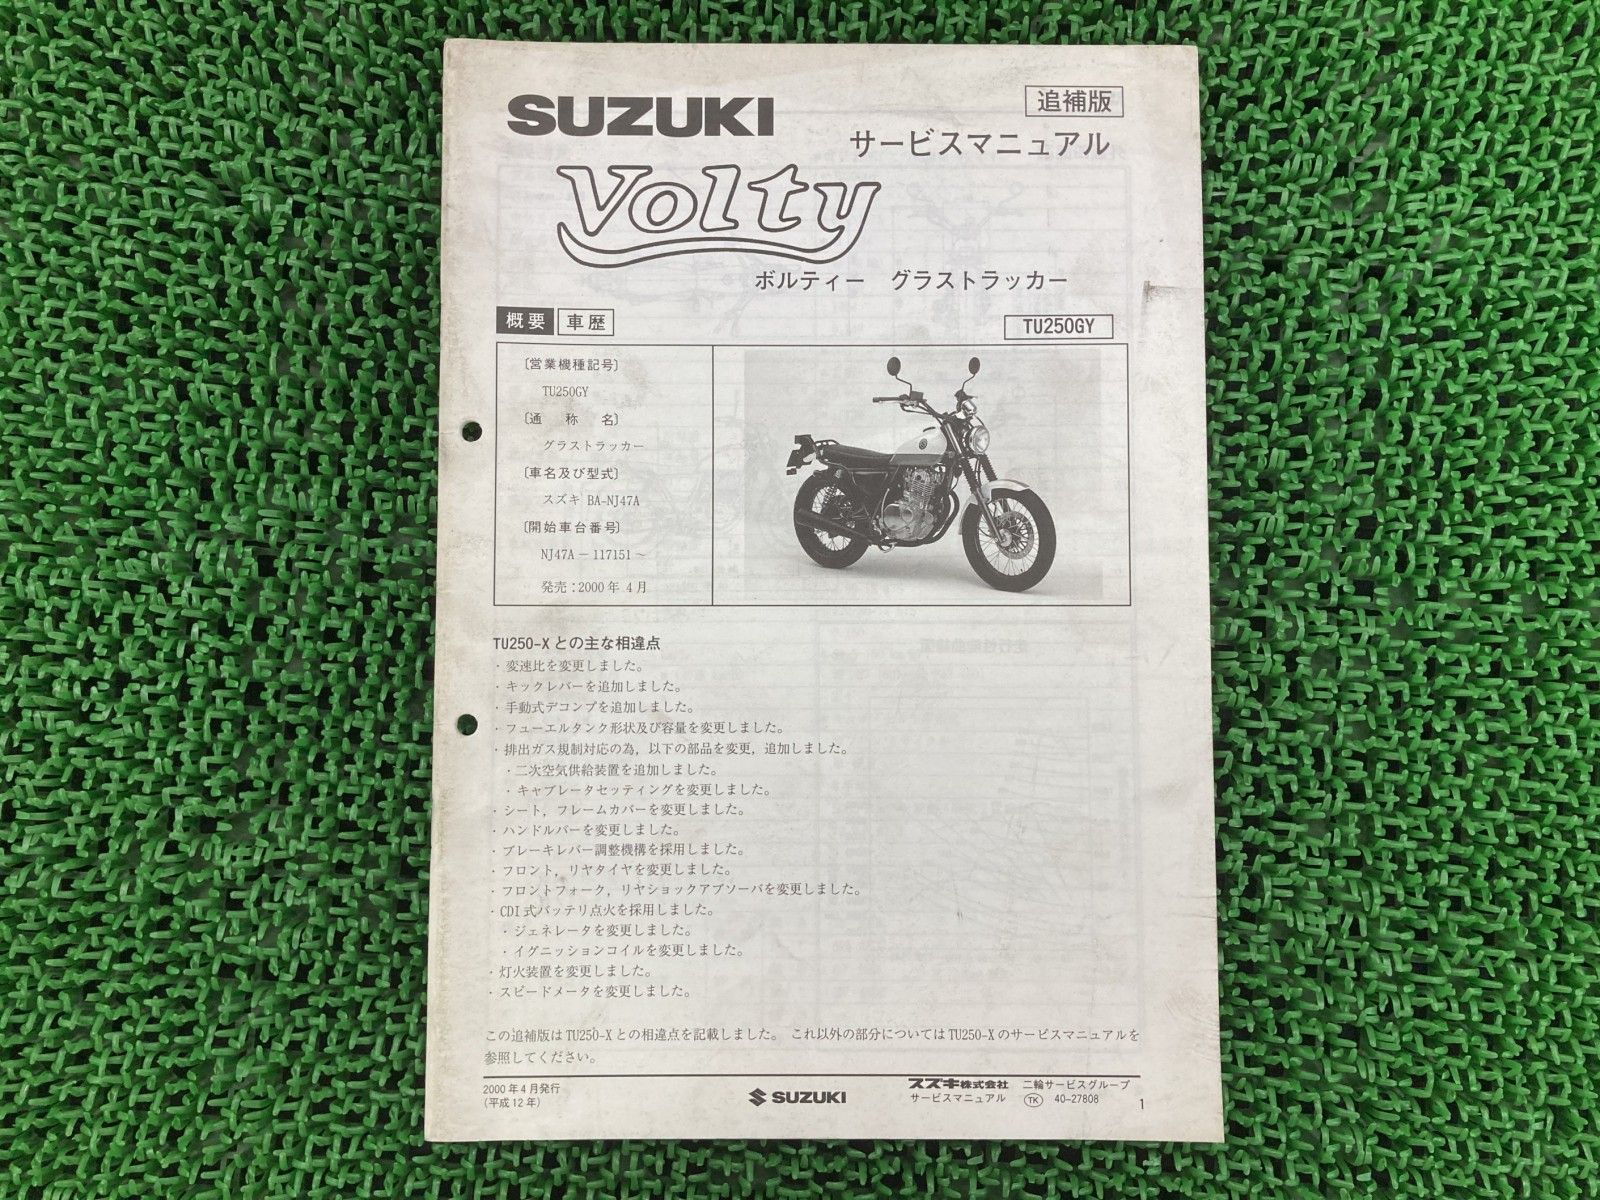 SUZUKI
追補版
サービスマニュアル
Volty
ボルティー グラストラッカー
概要 車歴
TU250GY
〔営業機種記号〕
TU250GY
〔通 称 名〕
グラストラッカー
〔車名及び型式〕
スズキ BA-NJ47A
〔開始車台番号〕
NJ47A－117151～
発売：2000年 4月
TU250-X との主な相違点
・変速比を変更しました。
・キックレバーを追加しました。
・手動式デコンプを追加しました。
・フューエルタンク形状及び容量を変更しました。
・排出ガス規制対応の為，以下の部品を変更，追加しました。
・二次空気供給装置を追加しました。
・キャブレータセッティングを変更しました。
・シート，フレームカバーを変更しました。
・ハンドルバーを変更しました。
・ブレーキレバー調整機構を採用しました。
・フロント，リヤタイヤを変更しました。
・フロントフォーク，リヤショックアブソーバを変更しました。
・CDI式バッテリ点火を採用しました。
・ジェネレータを変更しました。
・イグニッションコイルを変更しました。
・灯火装置を変更しました。
・スピードメータを変更しました。
この追補版はTU250-Xとの相違点を記載しました。 これ以外の部分についてはTU250-Xのサービスマニュアルを
参照してください。
2000年4月発行
（平成12年）
SUZUKI
スズキ株式会社 二輪サービスグループ
サービスマニュアル TK 40-27808
1